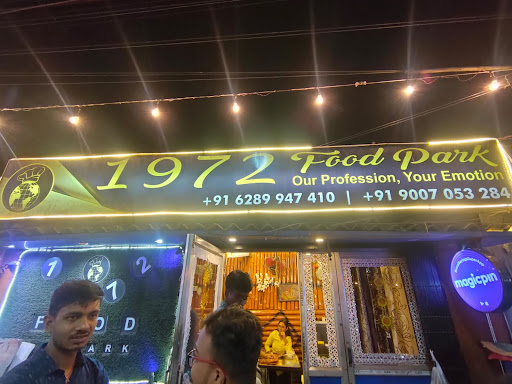 1972 Food Park
Our Profession, Your Emotion
+91 6289 947 410 | +91 9007 053 284
1 2
7
FOOD
PARK
magicpin